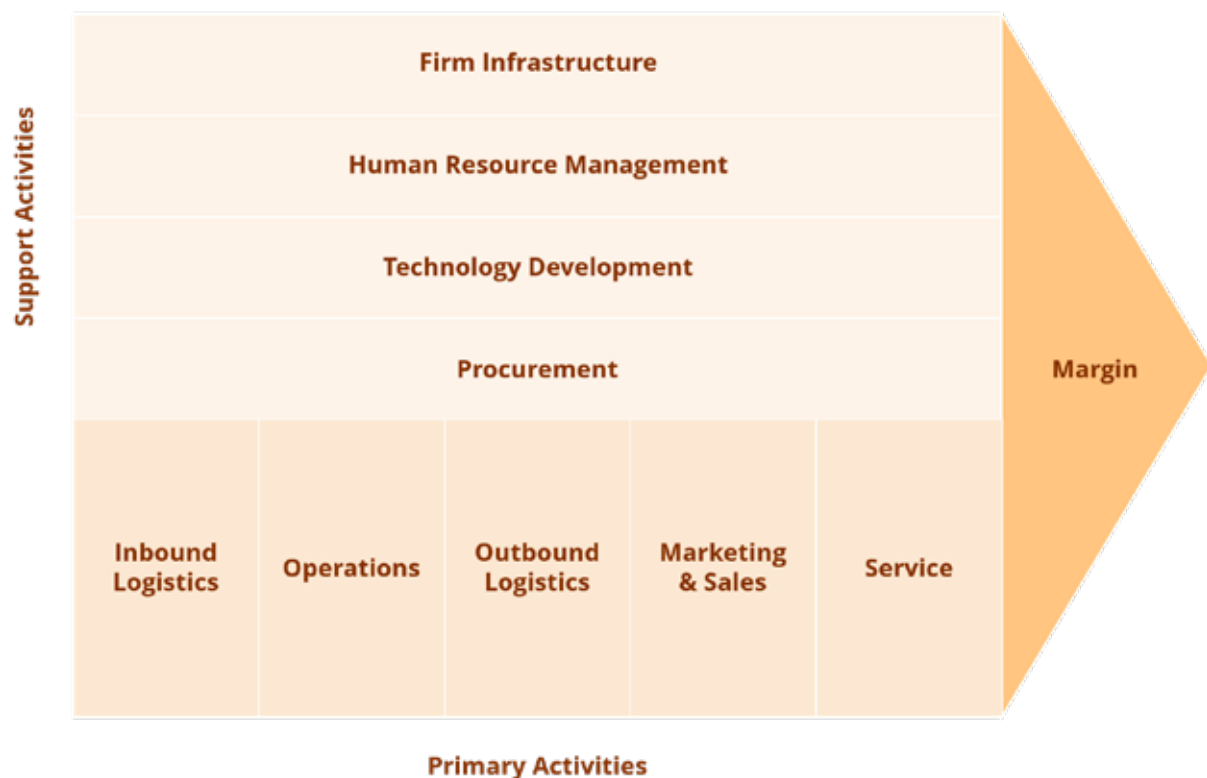 Support Activities
Firm Infrastructure
Human Resource Management
Technology Development
Procurement
Margin
Inbound
Logistics
Operations
Outbound
Logistics
Marketing
& Sales
Service
Primary Activities